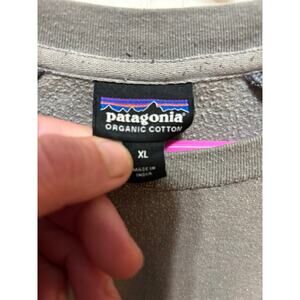 patagonia
ORGANIC COTTON
XL
MADE IN
INDIA